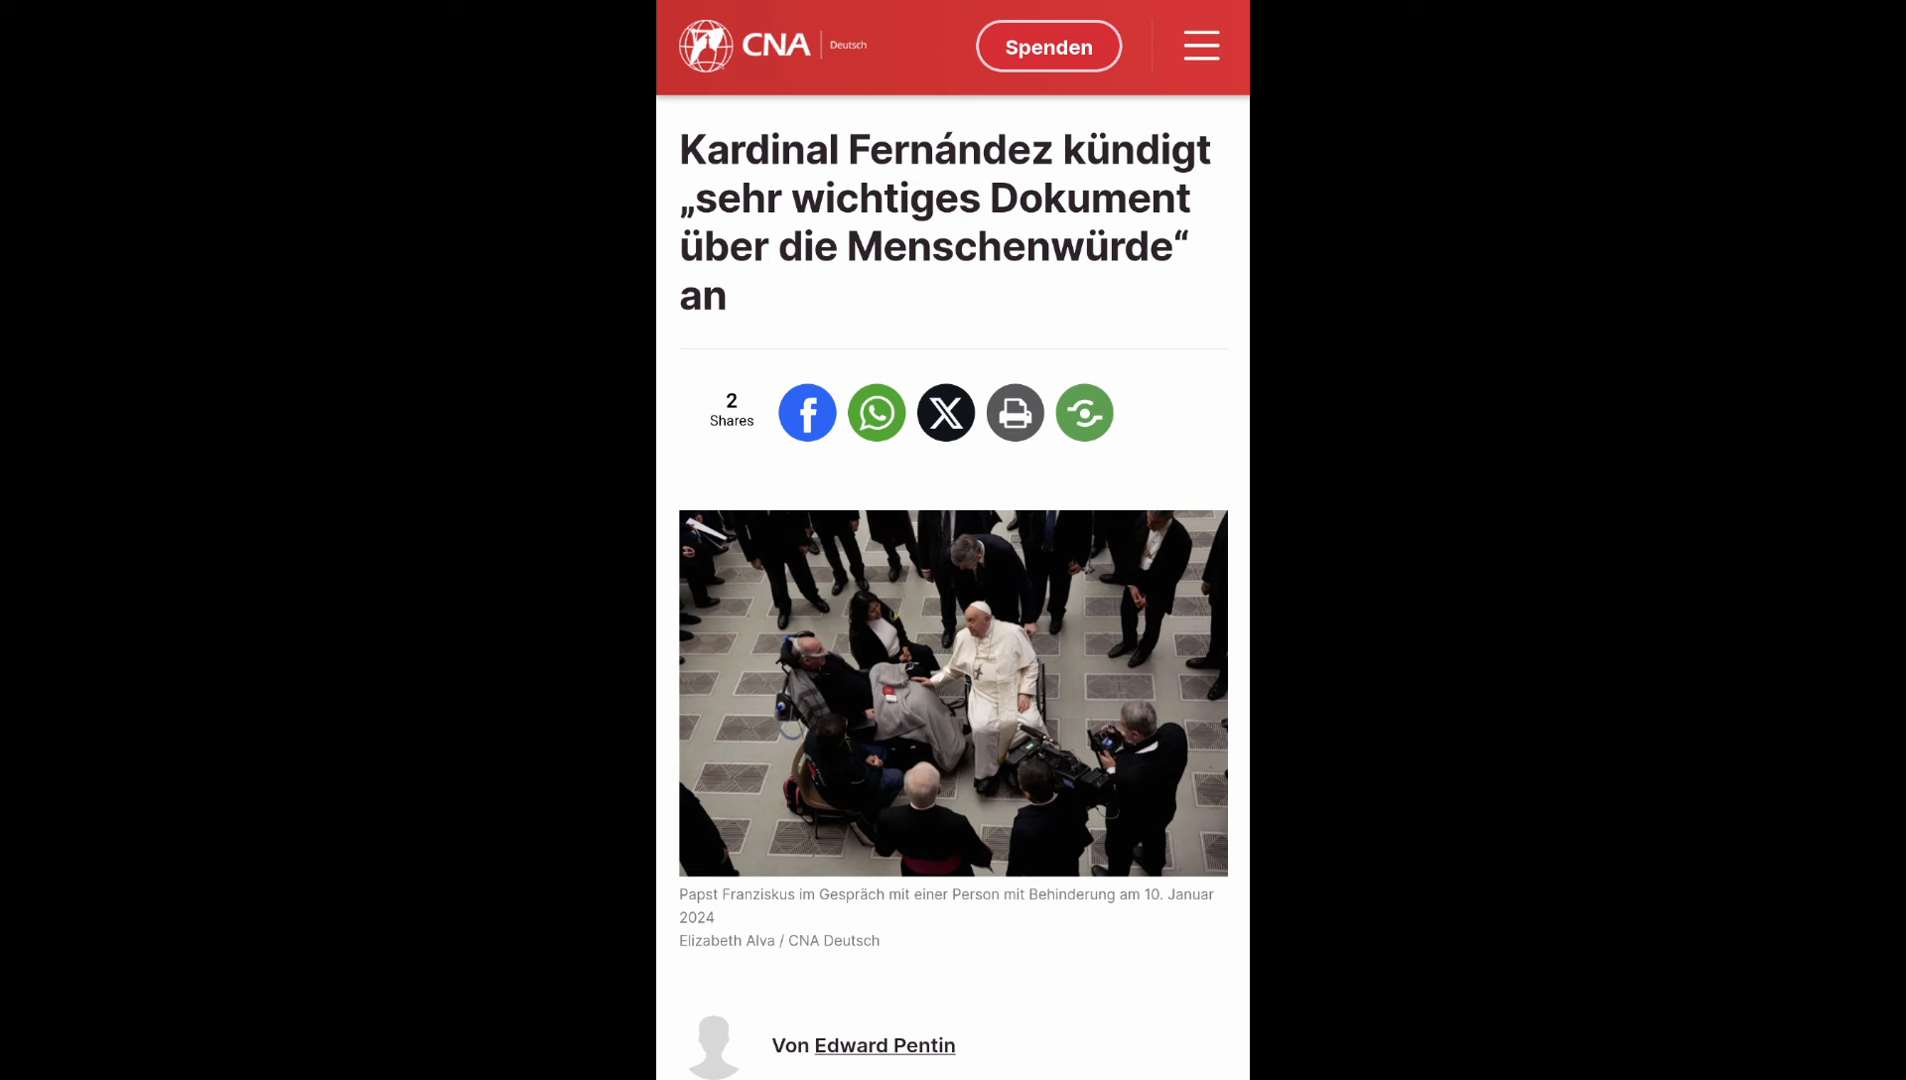 CNA Deutsch
Spenden
Kardinal Fernández kündigt
„sehr wichtiges Dokument
über die Menschenwürde“
an
2
Shares
Papst Franziskus im Gespräch mit einer Person mit Behinderung am 10. Januar
2024
Elizabeth Alva / CNA Deutsch
Von Edward Pentin